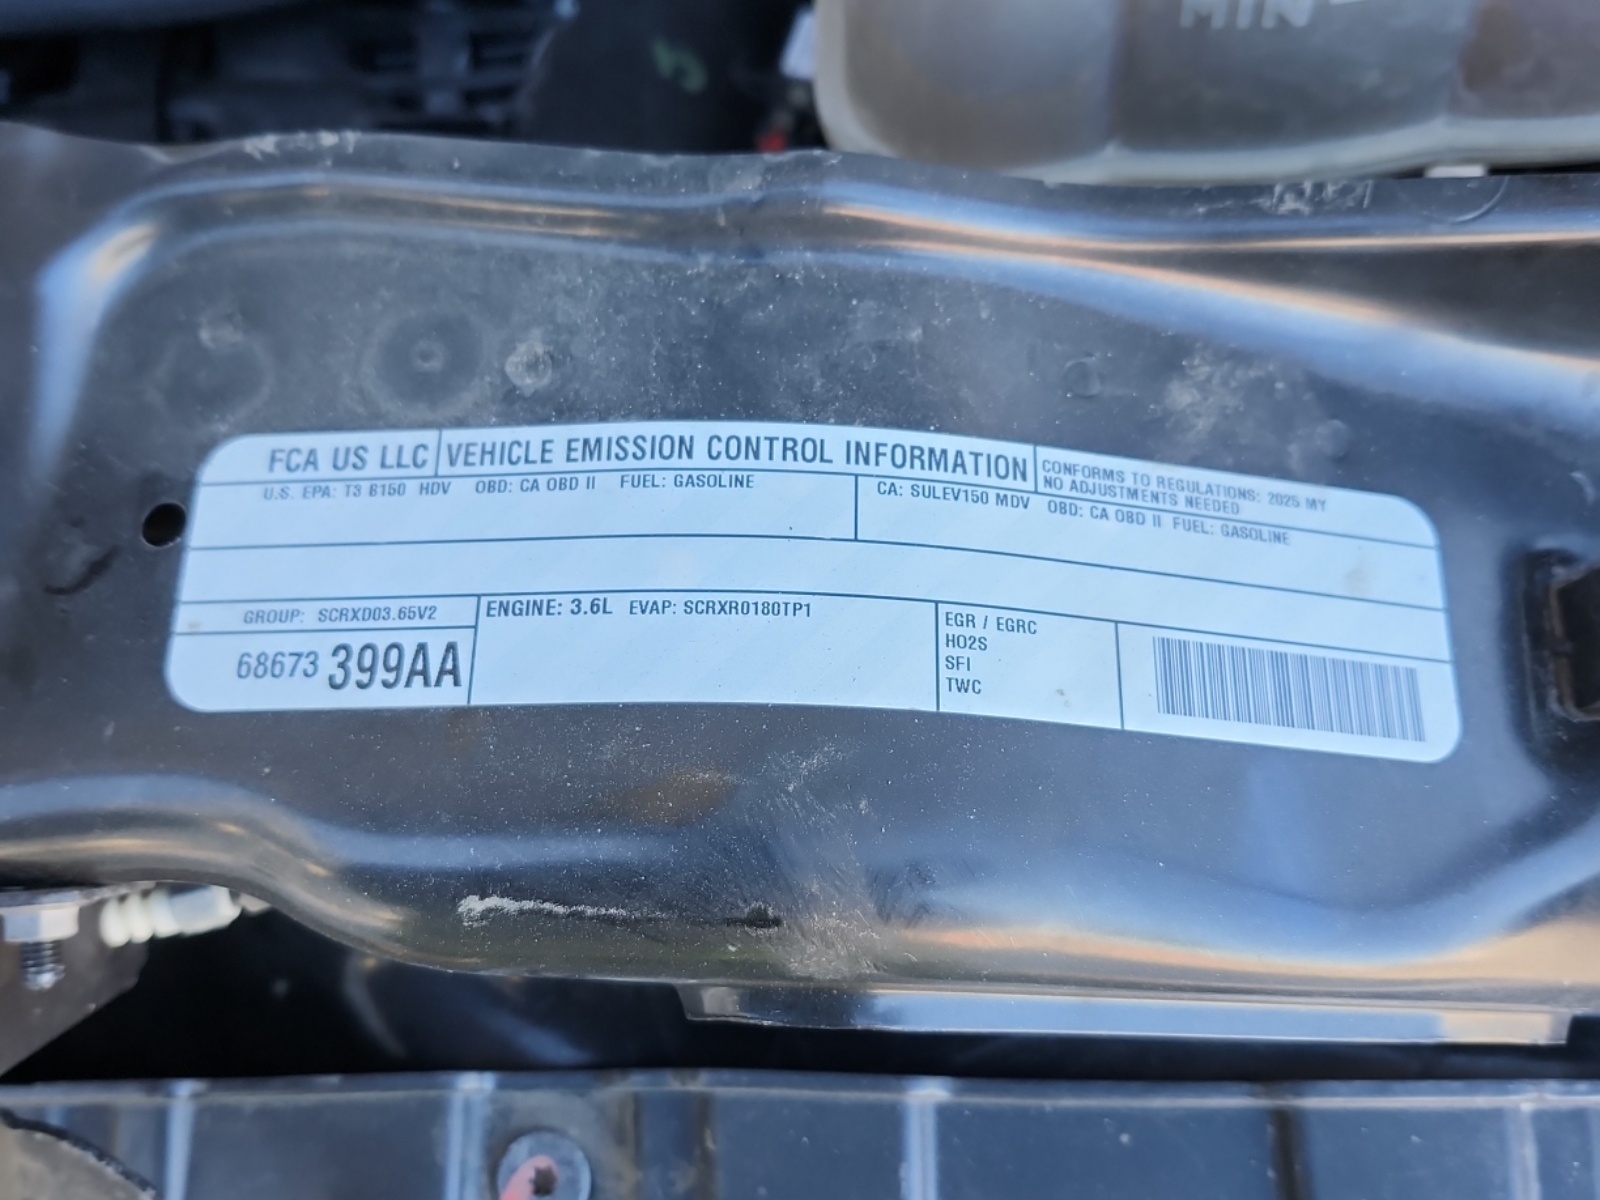 MIN
FCA US LLC VEHICLE EMISSION CONTROL INFORMATION
CONFORMS TO REGULATIONS: 2025 MY
NO ADJUSTMENTS NEEDED
U.S. EPA: T3 B150 HDV OBD: CA OBD II FUEL: GASOLINE
CA: SULEV150 MDV OBD: CA OBD II FUEL: GASOLINE
GROUP: SCRXD03.65V2
68673 399AA
ENGINE: 3.6L EVAP: SCRXR0180TP1
EGR / EGRC
HO2S
SFI
TWC